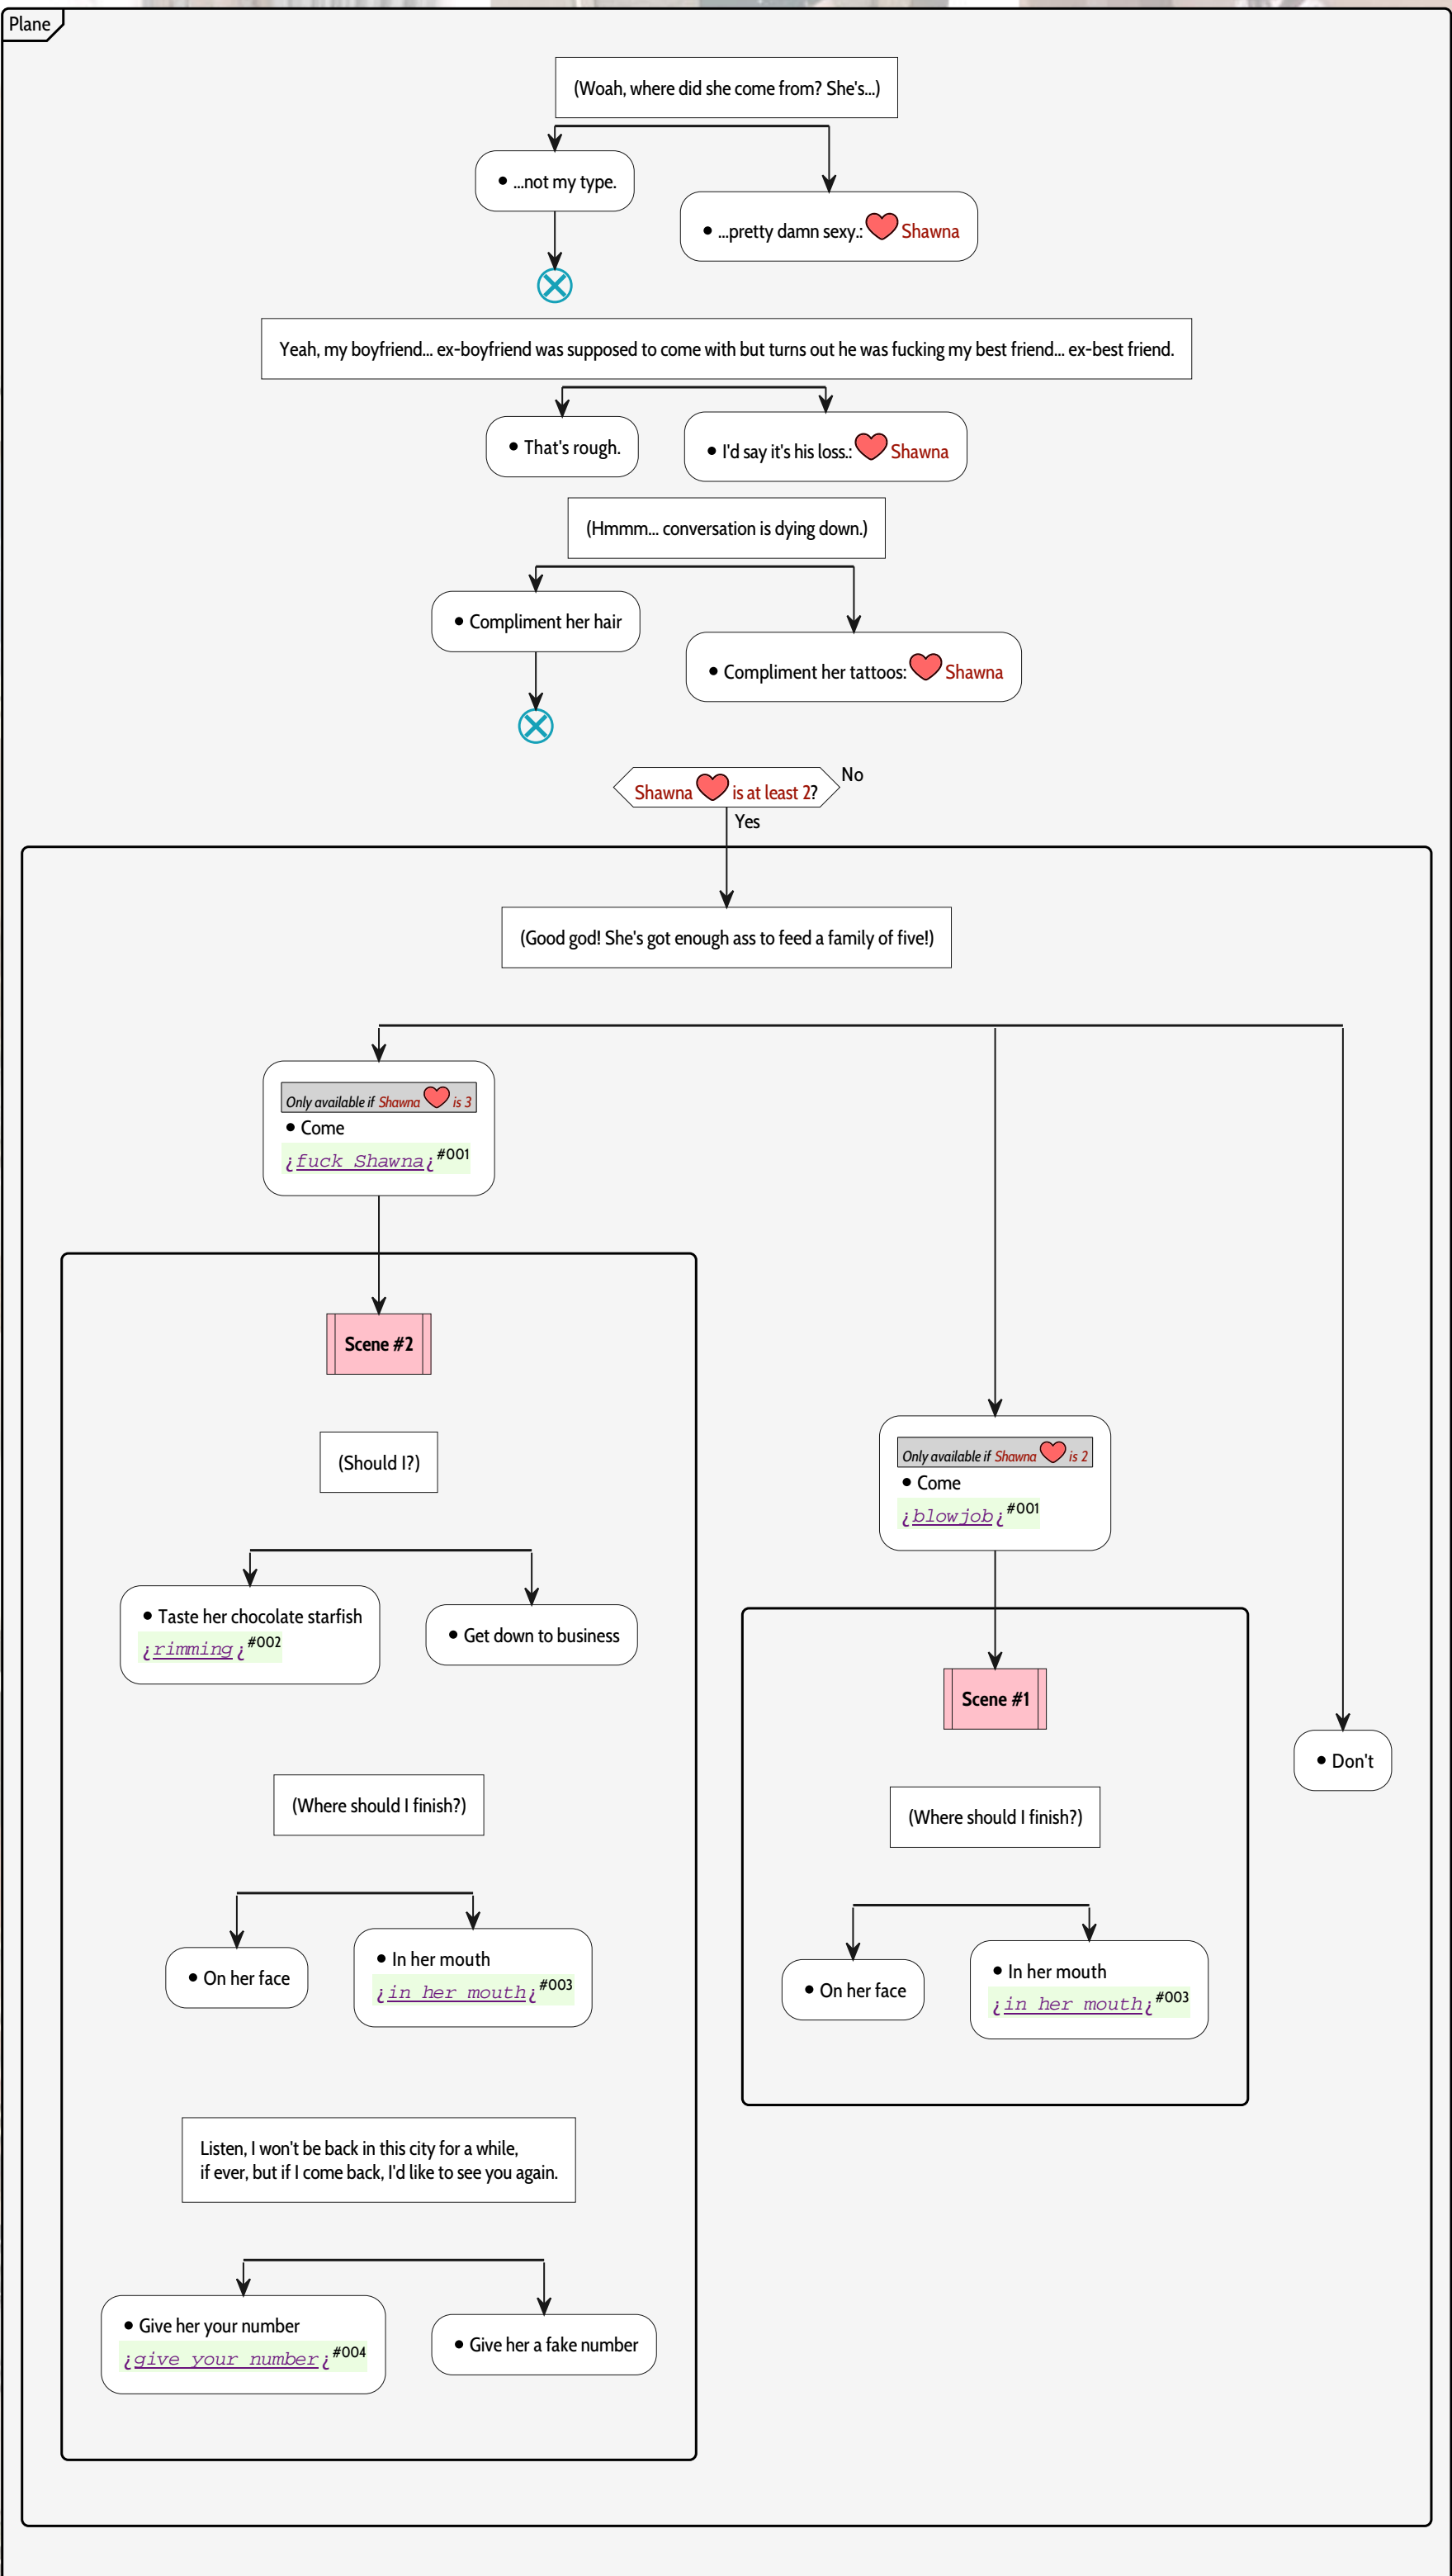 Plane
(Woah, where did she come from? She's...)
• ...not my type.
• ...pretty damn sexy.: Shawna
Yeah, my boyfriend... ex-boyfriend was supposed to come with but turns out he was fucking my best friend... ex-best friend.
• That's rough.
• I'd say it's his loss.: Shawna
(Hmmm... conversation is dying down.)
• Compliment her hair
• Compliment her tattoos: Shawna
Shawna is at least 2?
No
Yes
(Good god! She's got enough ass to feed a family of five!)
Only available if Shawna is 3
• Come
¿fuck Shawna¿#001
Scene #2
(Should I?)
• Taste her chocolate starfish
¿rimming¿#002
• Get down to business
(Where should I finish?)
• On her face
• In her mouth
¿in her mouth¿#003
Listen, I won't be back in this city for a while,
if ever, but if I come back, I'd like to see you again.
• Give her your number
¿give your number¿#004
• Give her a fake number
Only available if Shawna is 2
• Come
¿blowjob¿#001
Scene #1
(Where should I finish?)
• On her face
• In her mouth
¿in her mouth¿#003
• Don't